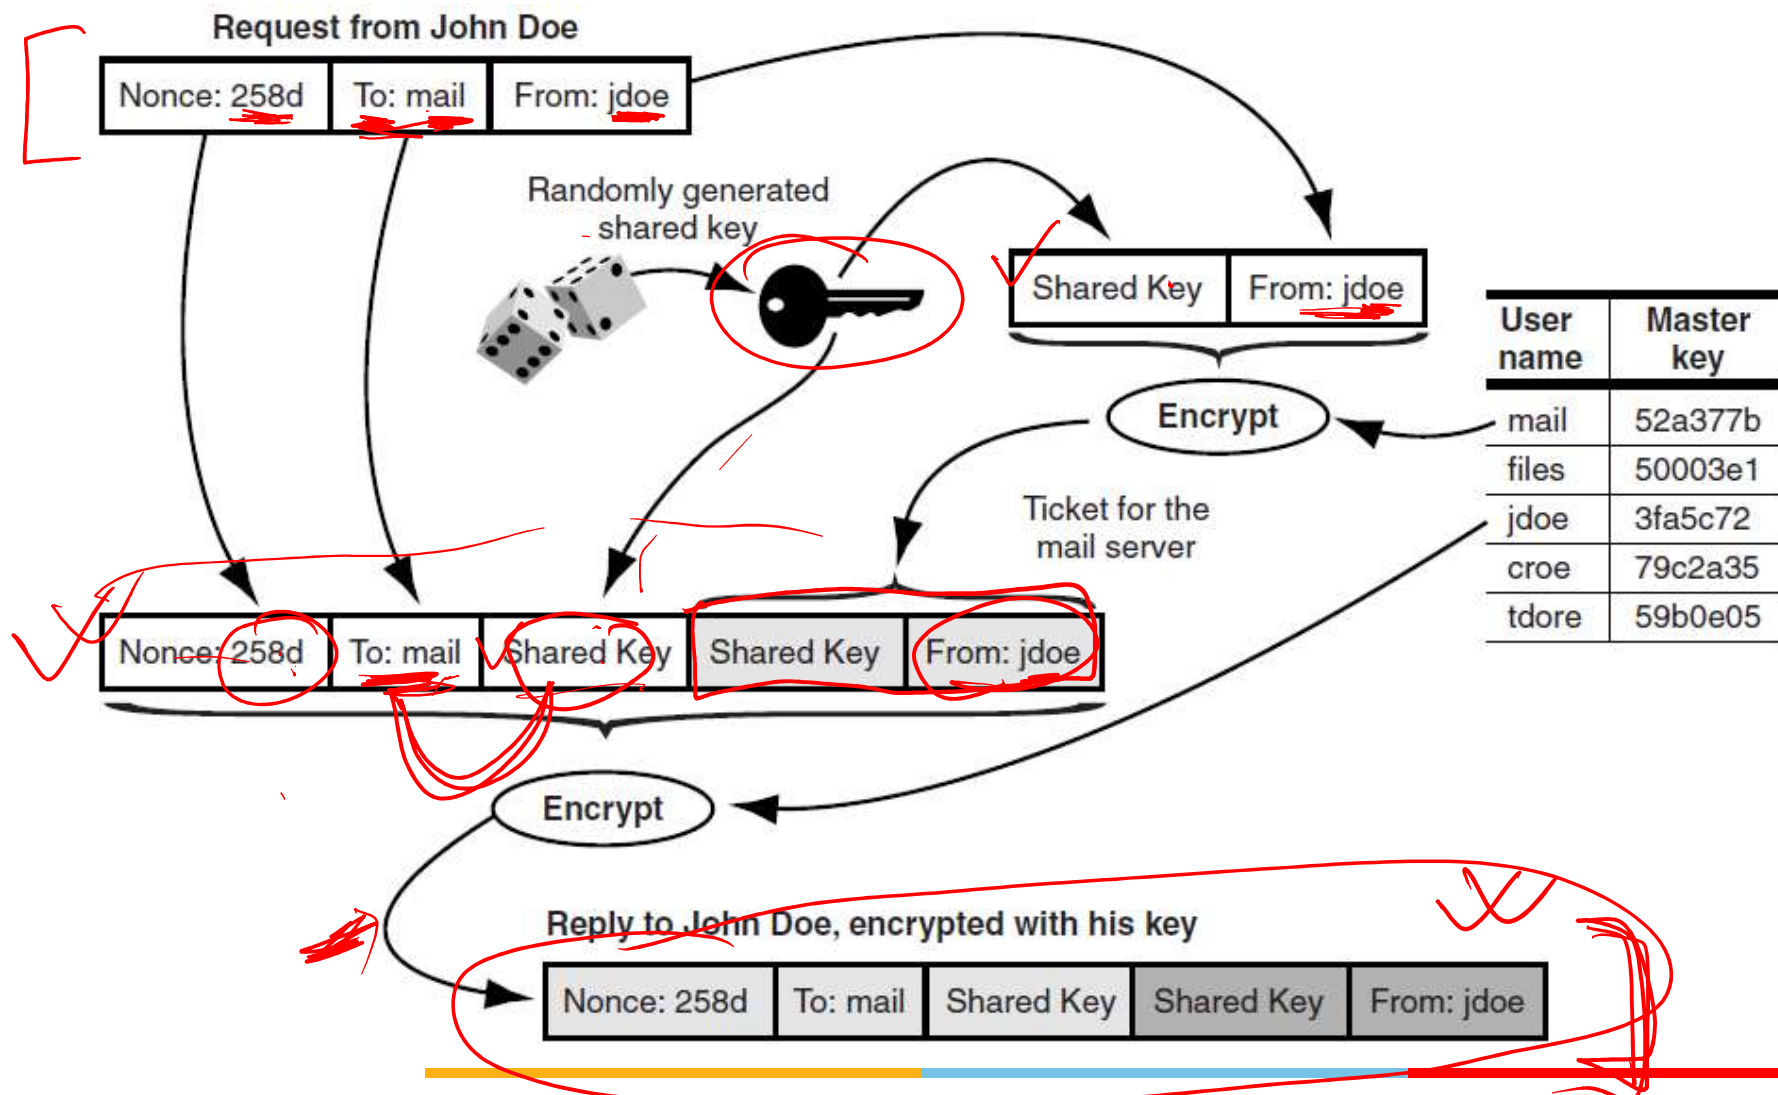 Request from John Doe
Nonce: 258d To: mail From: jdoe
Randomly generated
shared key
Shared Key From: jdoe
User name Master key
mail 52a377b
files 50003e1
jdoe 3fa5c72
croe 79c2a35
tdore 59b0e05
Encrypt
Ticket for the
mail server
Nonce: 258d To: mail Shared Key Shared Key From: jdoe
Encrypt
Reply to John Doe, encrypted with his key
Nonce: 258d To: mail Shared Key Shared Key From: jdoe